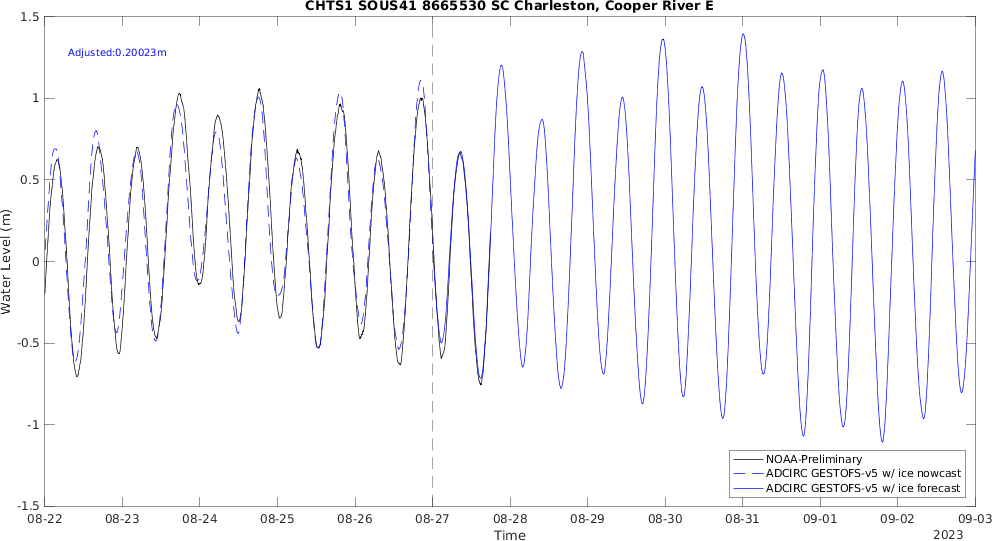 CHTS1 SOUS41 8665530 SC Charleston, Cooper River E
Adjusted:0.20023m
1.5
1
0.5
0
-0.5
-1
-1.5
Water Level (m)
NOAA-Preliminary
ADCIRC GESTOFS-v5 w/ ice nowcast
ADCIRC GESTOFS-v5 w/ ice forecast
08-22 08-23 08-24 08-25 08-26 08-27 08-28 08-29 08-30 08-31 09-01 09-02 09-03
Time
2023